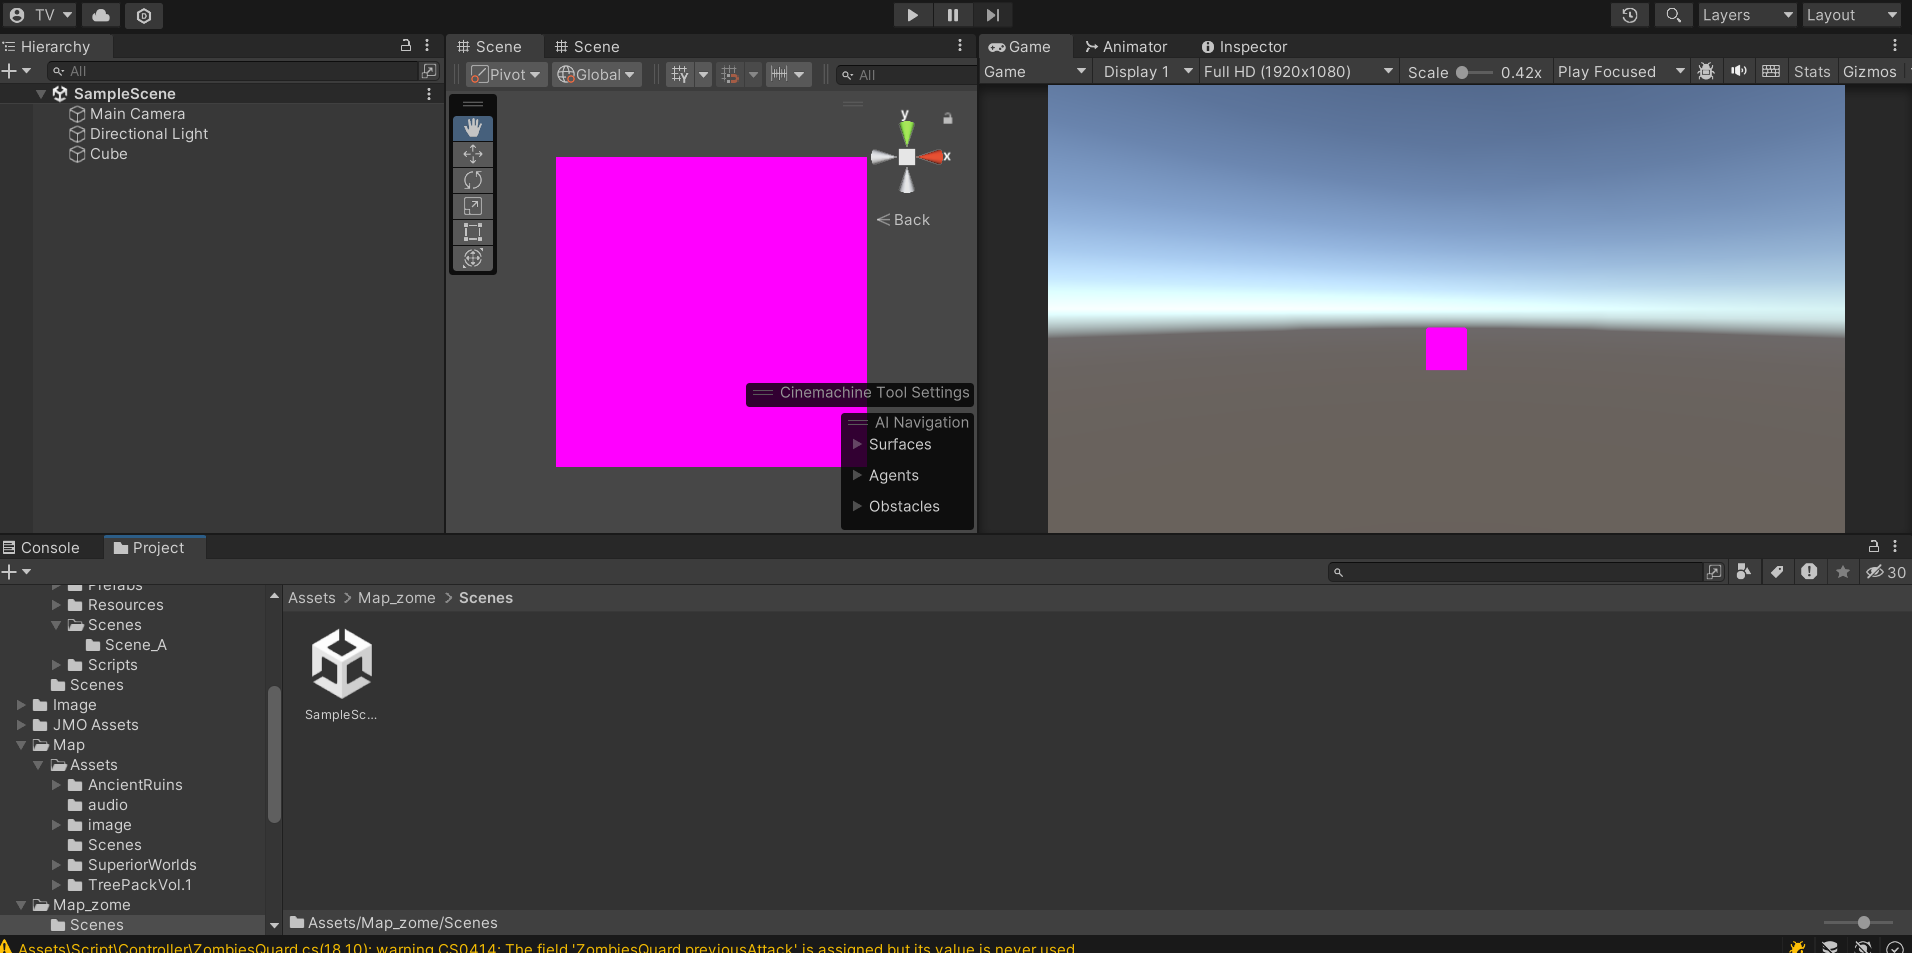 TV
Layers
Layout
Hierarchy
All
SampleScene
Main Camera
Directional Light
Cube
Scene
Scene
Pivot
Global
All
y
x
Back
Cinemachine Tool Settings
AI Navigation
Surfaces
Agents
Obstacles
Game
Animator
Inspector
Game
Display 1
Full HD (1920x1080)
Scale
0.42x
Play Focused
Stats
Gizmos
Console
Project
30
Prefabs
Resources
Scenes
Scene_A
Scripts
Scenes
Image
JMO Assets
Map
Assets
AncientRuins
audio
image
Scenes
SuperiorWorlds
TreePackVol.1
Map_zome
Scenes
Assets > Map_zome > Scenes
SampleSc...
Assets/Map_zome/Scenes
Assets\Script\Controller\ZombiesQuard.cs(18,10): warning CS0414: The field 'ZombiesQuard.previousAttack' is assigned but its value is never used